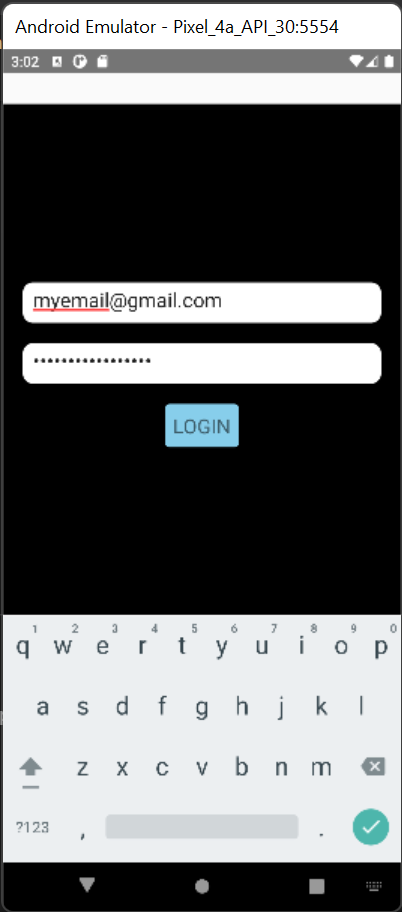 Android Emulator - Pixel_4a_API_30:5554
3:02
myemail@gmail.com
•••••••••••••••••
LOGIN
1 2 3 4 5 6 7 8 9 0
q w e r t y u i o p
a s d f g h j k l
z x c v b n m
?123 , .